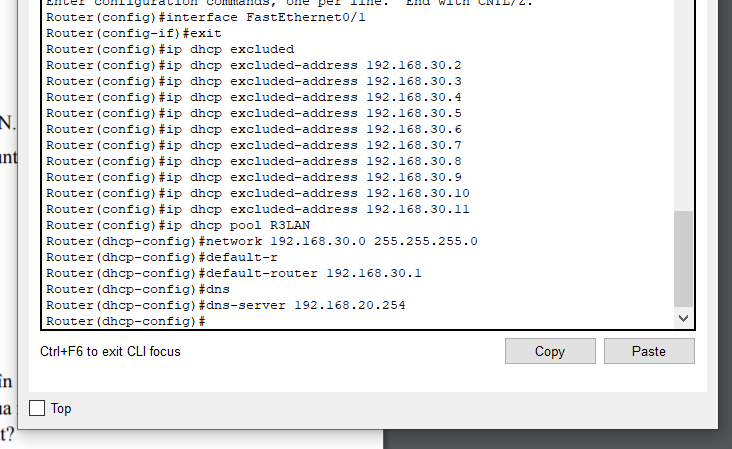 Enter configuration commands, one per line. End with CNTL/Z.
Router(config)#interface FastEthernet0/1
Router(config-if)#exit
Router(config)#ip dhcp excluded
Router(config)#ip dhcp excluded-address 192.168.30.2
Router(config)#ip dhcp excluded-address 192.168.30.3
Router(config)#ip dhcp excluded-address 192.168.30.4
Router(config)#ip dhcp excluded-address 192.168.30.5
Router(config)#ip dhcp excluded-address 192.168.30.6
Router(config)#ip dhcp excluded-address 192.168.30.7
Router(config)#ip dhcp excluded-address 192.168.30.8
Router(config)#ip dhcp excluded-address 192.168.30.9
Router(config)#ip dhcp excluded-address 192.168.30.10
Router(config)#ip dhcp excluded-address 192.168.30.11
Router(config)#ip dhcp pool R3LAN
Router(dhcp-config)#network 192.168.30.0 255.255.255.0
Router(dhcp-config)#default-r
Router(dhcp-config)#default-router 192.168.30.1
Router(dhcp-config)#dns
Router(dhcp-config)#dns-server 192.168.20.254
Router(dhcp-config)#
Ctrl+F6 to exit CLI focus
Copy
Paste
Top
N.
în
t?